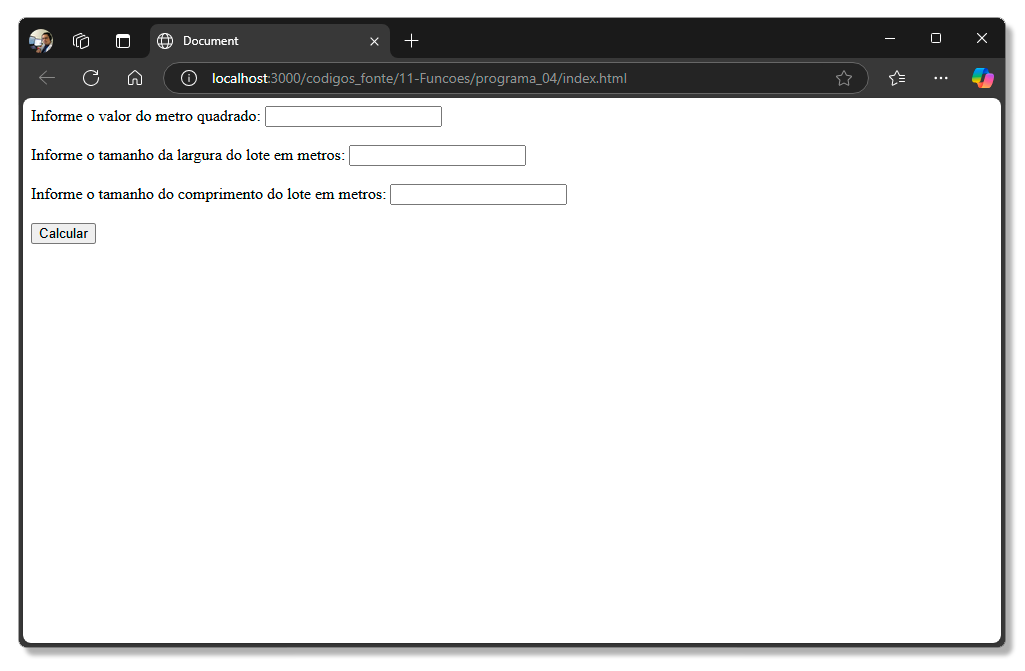 Document
localhost:3000/codigos_fonte/11-Funcoes/programa_04/index.html
Informe o valor do metro quadrado:
Informe o tamanho da largura do lote em metros:
Informe o tamanho do comprimento do lote em metros:
Calcular